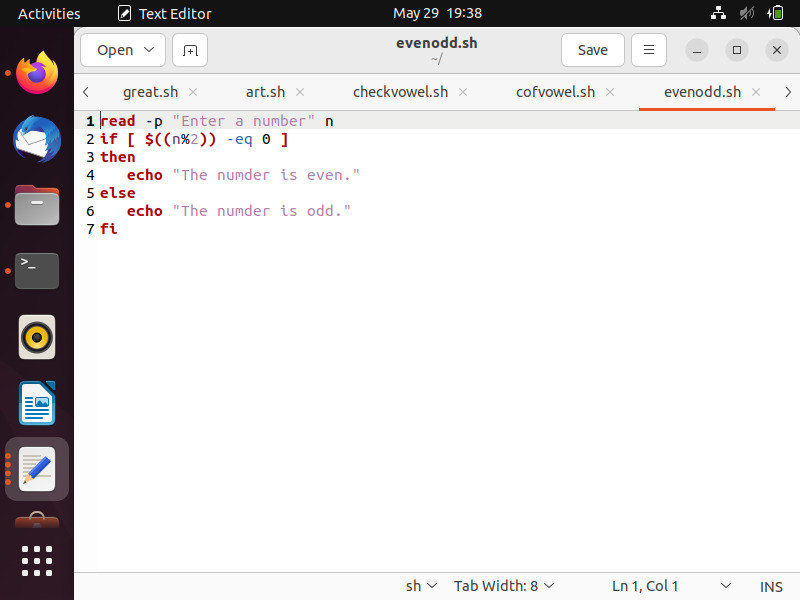 Activities Text Editor May 29 19:38
Open evenodd.sh Save
~/
great.sh art.sh checkvowel.sh cofvowel.sh evenodd.sh
1 read -p "Enter a number" n
2 if [ $((n%2)) -eq 0 ]
3 then
4 echo "The numder is even."
5 else
6 echo "The numder is odd."
7 fi
sh Tab Width: 8 Ln 1, Col 1 INS